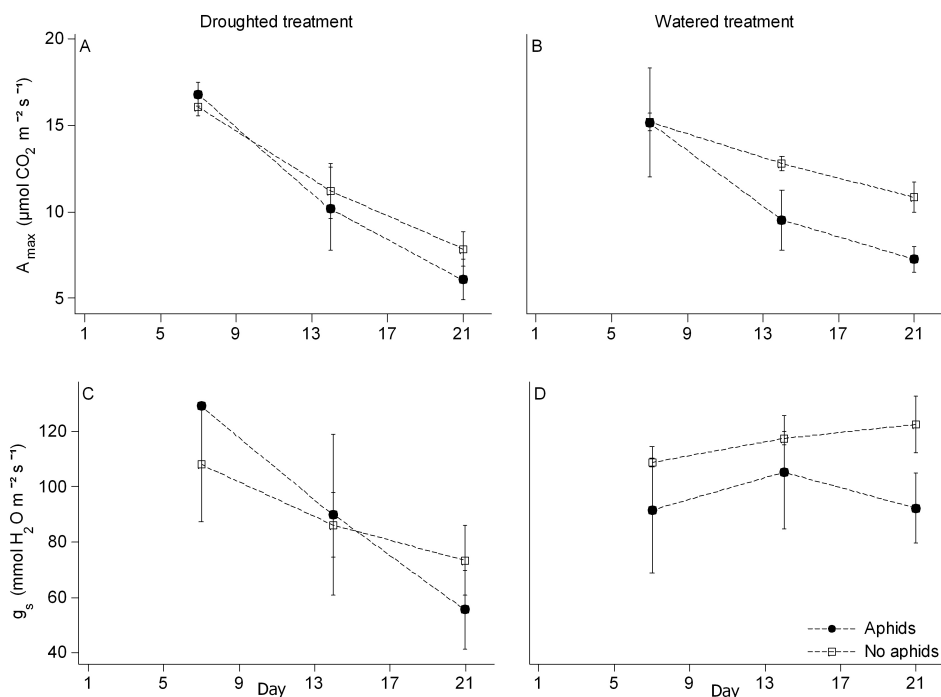 Droughted treatment
Watered treatment
A
B
A max (µmol CO₂ m⁻² s⁻¹)
20
15
10
5
1 5 9 13 17 21
1 5 9 13 17 21
C
D
g s (mmol H₂O m⁻² s⁻¹)
120
100
80
60
40
Aphids
No aphids
1 5 9 13 17 21
1 5 9 13 17 21
Day
Day